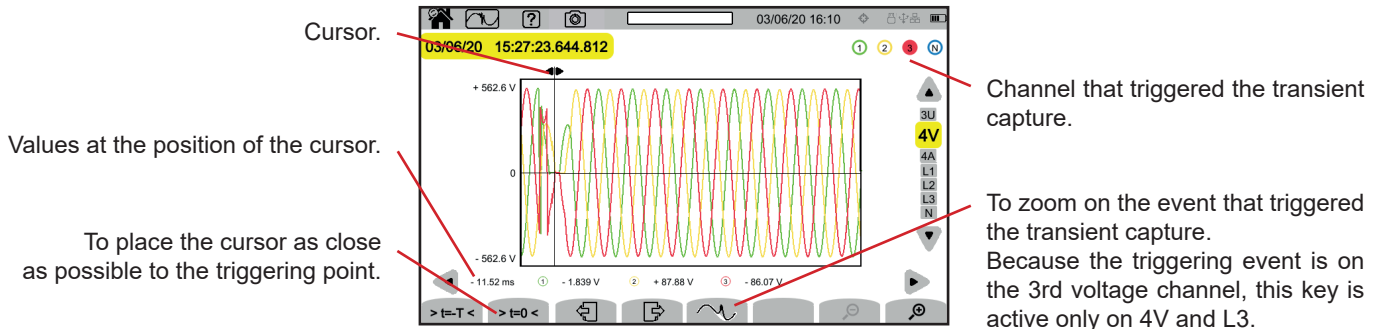 ?
03/06/20 16:10
Cursor.
03/06/20 15:27:23.644.812
1 2 3 N
+ 562.6 V
Channel that triggered the transient
capture.
3U
4V
4A
L1
L2
L3
N
Values at the position of the cursor.
0
To zoom on the event that triggered
the transient capture.
Because the triggering event is on
the 3rd voltage channel, this key is
active only on 4V and L3.
To place the cursor as close
as possible to the triggering point.
- 562.6 V
- 11.52 ms 1 - 1.839 V 2 + 87.88 V 3 - 86.07 V
> t=-T < > t=0 <